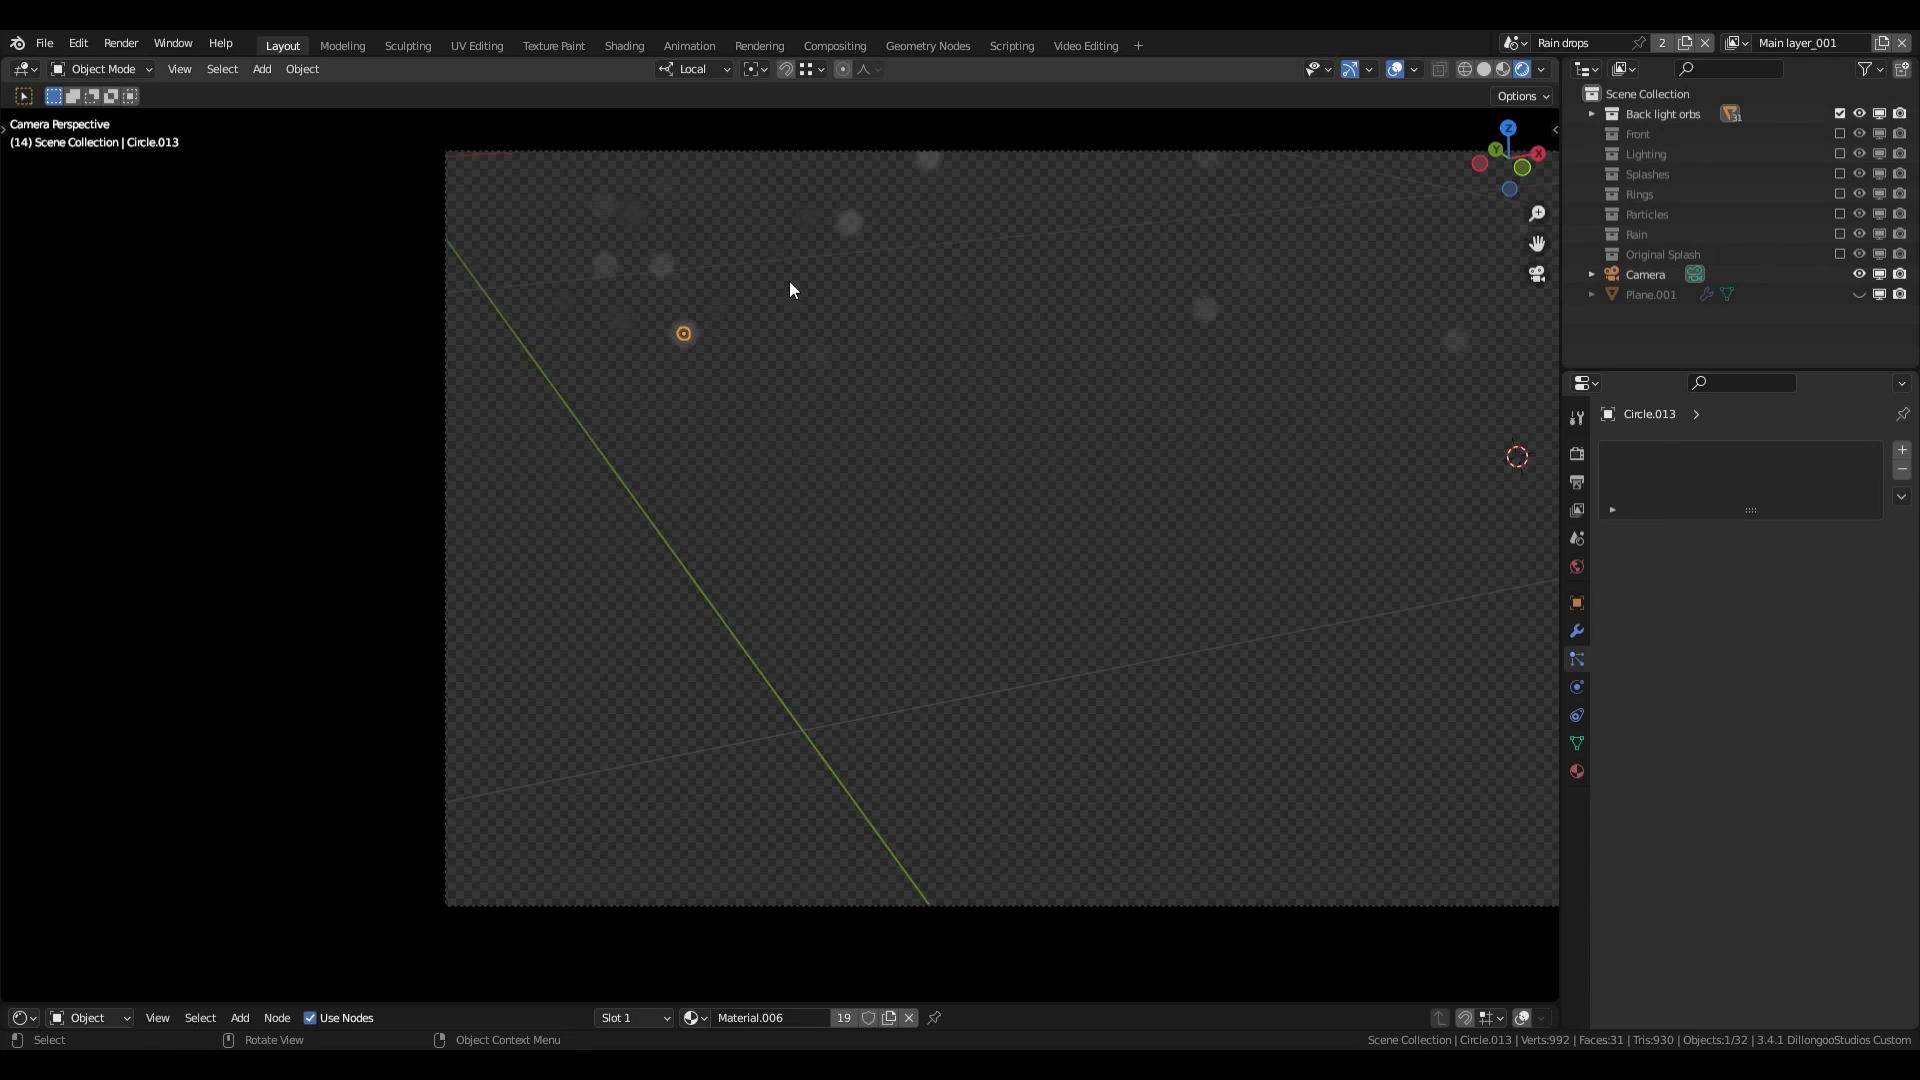 File Edit Render Window Help Layout Modeling Sculpting UV Editing Texture Paint Shading Animation Rendering Compositing Geometry Nodes Scripting Video Editing + Rain drops 2 Main layer_001
Object Mode View Select Add Object Local
Options
Camera Perspective
(14) Scene Collection | Circle.013
Z
Y
X
Scene Collection
Back light orbs 31
Front
Lighting
Splashes
Rings
Particles
Rain
Original Splash
Camera
Plane.001
Circle.013
Object View Select Add Node Use Nodes Slot 1 Material.006 19
Select Rotate View Object Context Menu Scene Collection | Circle.013 | Verts:992 | Faces:31 | Tris:930 | Objects:1/32 | 3.4.1 DillongooStudios Custom